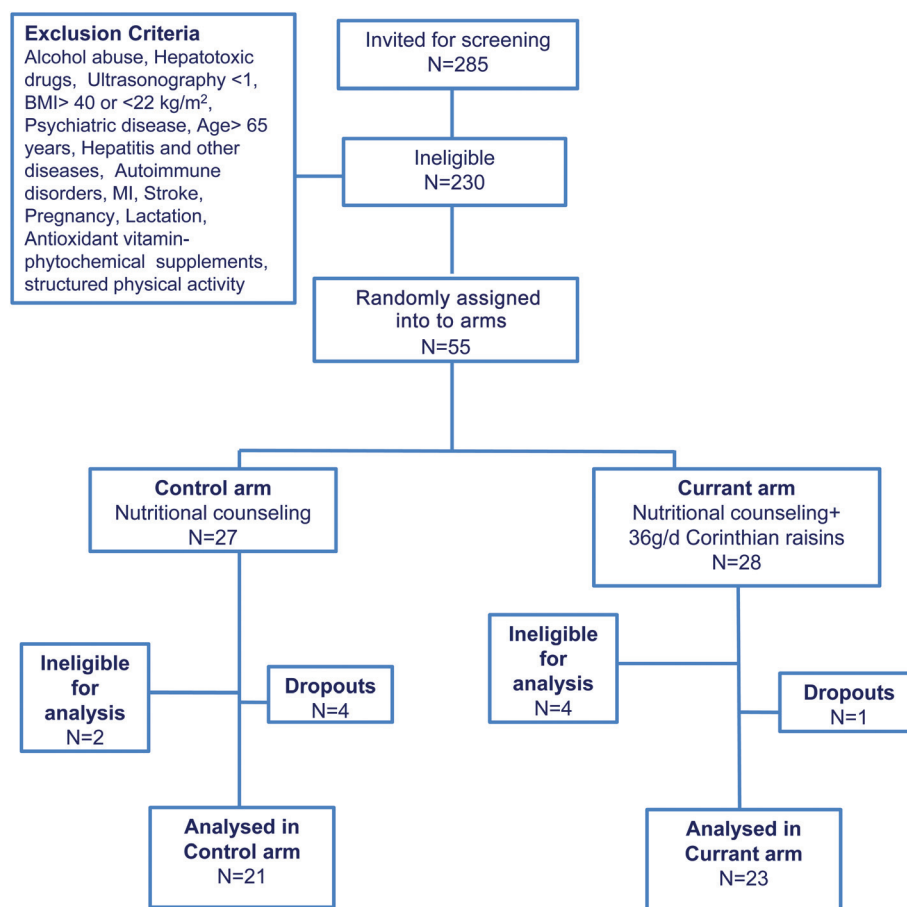 Exclusion Criteria
Alcohol abuse, Hepatotoxic
drugs, Ultrasonography <1,
BMI> 40 or <22 kg/m²,
Psychiatric disease, Age> 65
years, Hepatitis and other
diseases, Autoimmune
disorders, MI, Stroke,
Pregnancy, Lactation,
Antioxidant vitamin-
phytochemical supplements,
structured physical activity
Invited for screening
N=285
Ineligible
N=230
Randomly assigned
into to arms
N=55
Control arm
Nutritional counseling
N=27
Currant arm
Nutritional counseling+
36g/d Corinthian raisins
N=28
Ineligible
for
analysis
N=2
Dropouts
N=4
Ineligible
for
analysis
N=4
Dropouts
N=1
Analysed in
Control arm
N=21
Analysed in
Currant arm
N=23